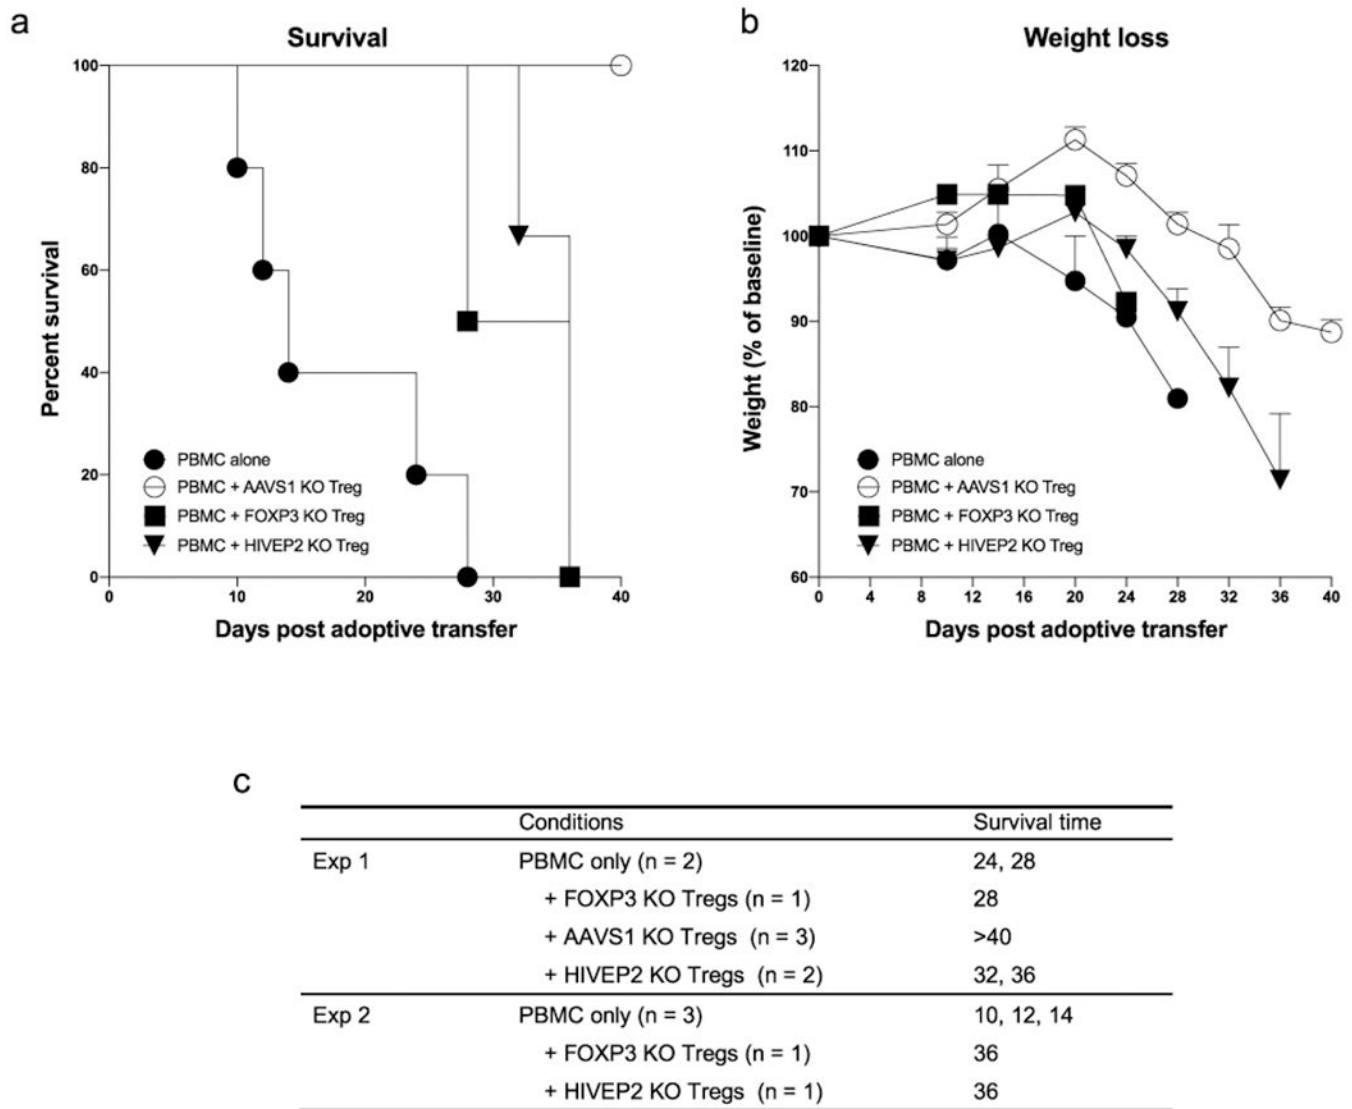 a
Survival
100
80
60
40
20
0
Percent survival
PBMC alone
PBMC + AAVS1 KO Treg
PBMC + FOXP3 KO Treg
PBMC + HIVEP2 KO Treg
0 10 20 30 40
Days post adoptive transfer
b
Weight loss
120
110
100
90
80
70
60
Weight (% of baseline)
PBMC alone
PBMC + AAVS1 KO Treg
PBMC + FOXP3 KO Treg
PBMC + HIVEP2 KO Treg
0 4 8 12 16 20 24 28 32 36 40
Days post adoptive transfer
c
Conditions Survival time
Exp 1 PBMC only (n = 2) 24, 28
+ FOXP3 KO Tregs (n = 1) 28
+ AAVS1 KO Tregs (n = 3) >40
+ HIVEP2 KO Tregs (n = 2) 32, 36
Exp 2 PBMC only (n = 3) 10, 12, 14
+ FOXP3 KO Tregs (n = 1) 36
+ HIVEP2 KO Tregs (n = 1) 36